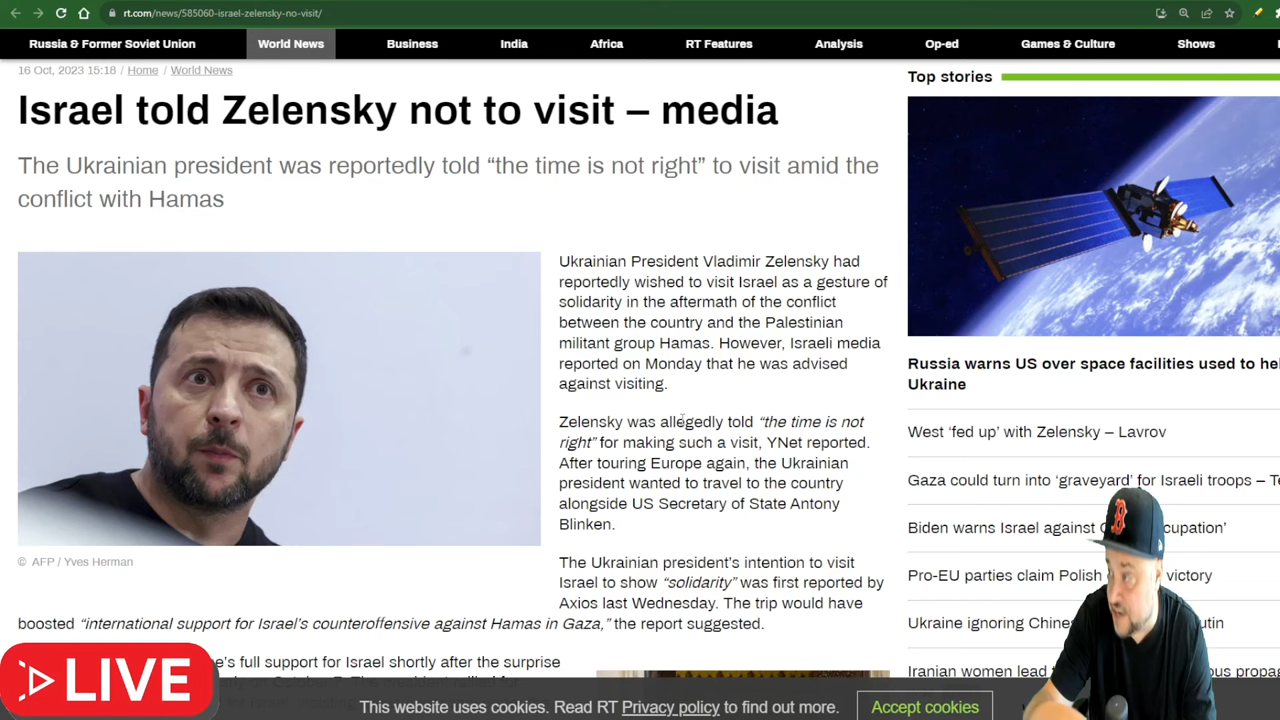 rt.com/news/585060-israel-zelensky-no-visit/
Russia & Former Soviet Union
World News
Business
India
Africa
RT Features
Analysis
Op-ed
Games & Culture
Shows
16 Oct, 2023 15:18 / Home / World News
Israel told Zelensky not to visit – media
The Ukrainian president was reportedly told “the time is not right” to visit amid the
conflict with Hamas
© AFP / Yves Herman
Ukrainian President Vladimir Zelensky had
reportedly wished to visit Israel as a gesture of
solidarity in the aftermath of the conflict
between the country and the Palestinian
militant group Hamas. However, Israeli media
reported on Monday that he was advised
against visiting.
Zelensky was allegedly told “the time is not
right” for making such a visit, YNet reported.
After touring Europe again, the Ukrainian
president wanted to travel to the country
alongside US Secretary of State Antony
Blinken.
The Ukrainian president’s intention to visit
Israel to show “solidarity” was first reported by
Axios last Wednesday. The trip would have
boosted “international support for Israel’s counteroffensive against Hamas in Gaza,” the report suggested.
full support for Israel shortly after the surprise
Top stories
Russia warns US over space facilities used to
Ukraine
West ‘fed up’ with Zelensky – Lavrov
Gaza could turn into ‘graveyard’ for Israeli troops –
Biden warns Israel against
Pro-EU parties claim Polish victory
Ukraine ignoring
Iranian women lead
LIVE
This website uses cookies. Read RT Privacy policy to find out more.
Accept cookies